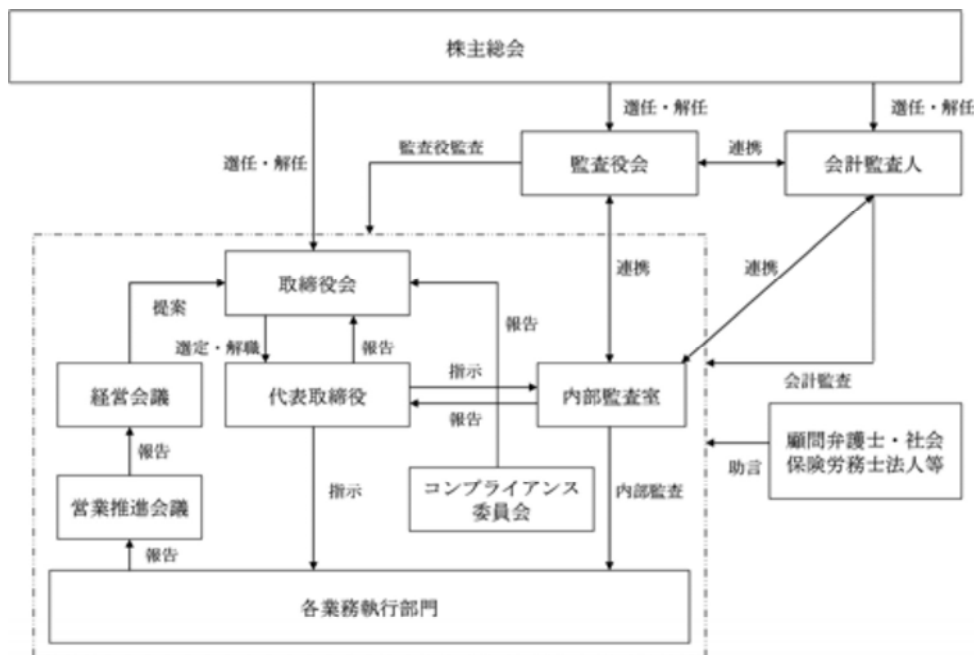 株主総会
選任・解任
選任・解任
選任・解任
監査役監査
監査役会
連携
会計監査人
取締役会
連携
連携
提案
選定・解職
報告
報告
経営会議
代表取締役
指示
報告
内部監査室
会計監査
報告
顧問弁護士・社会
保険労務士法人等
助言
営業推進会議
指示
コンプライアンス
委員会
内部監査
報告
各業務執行部門